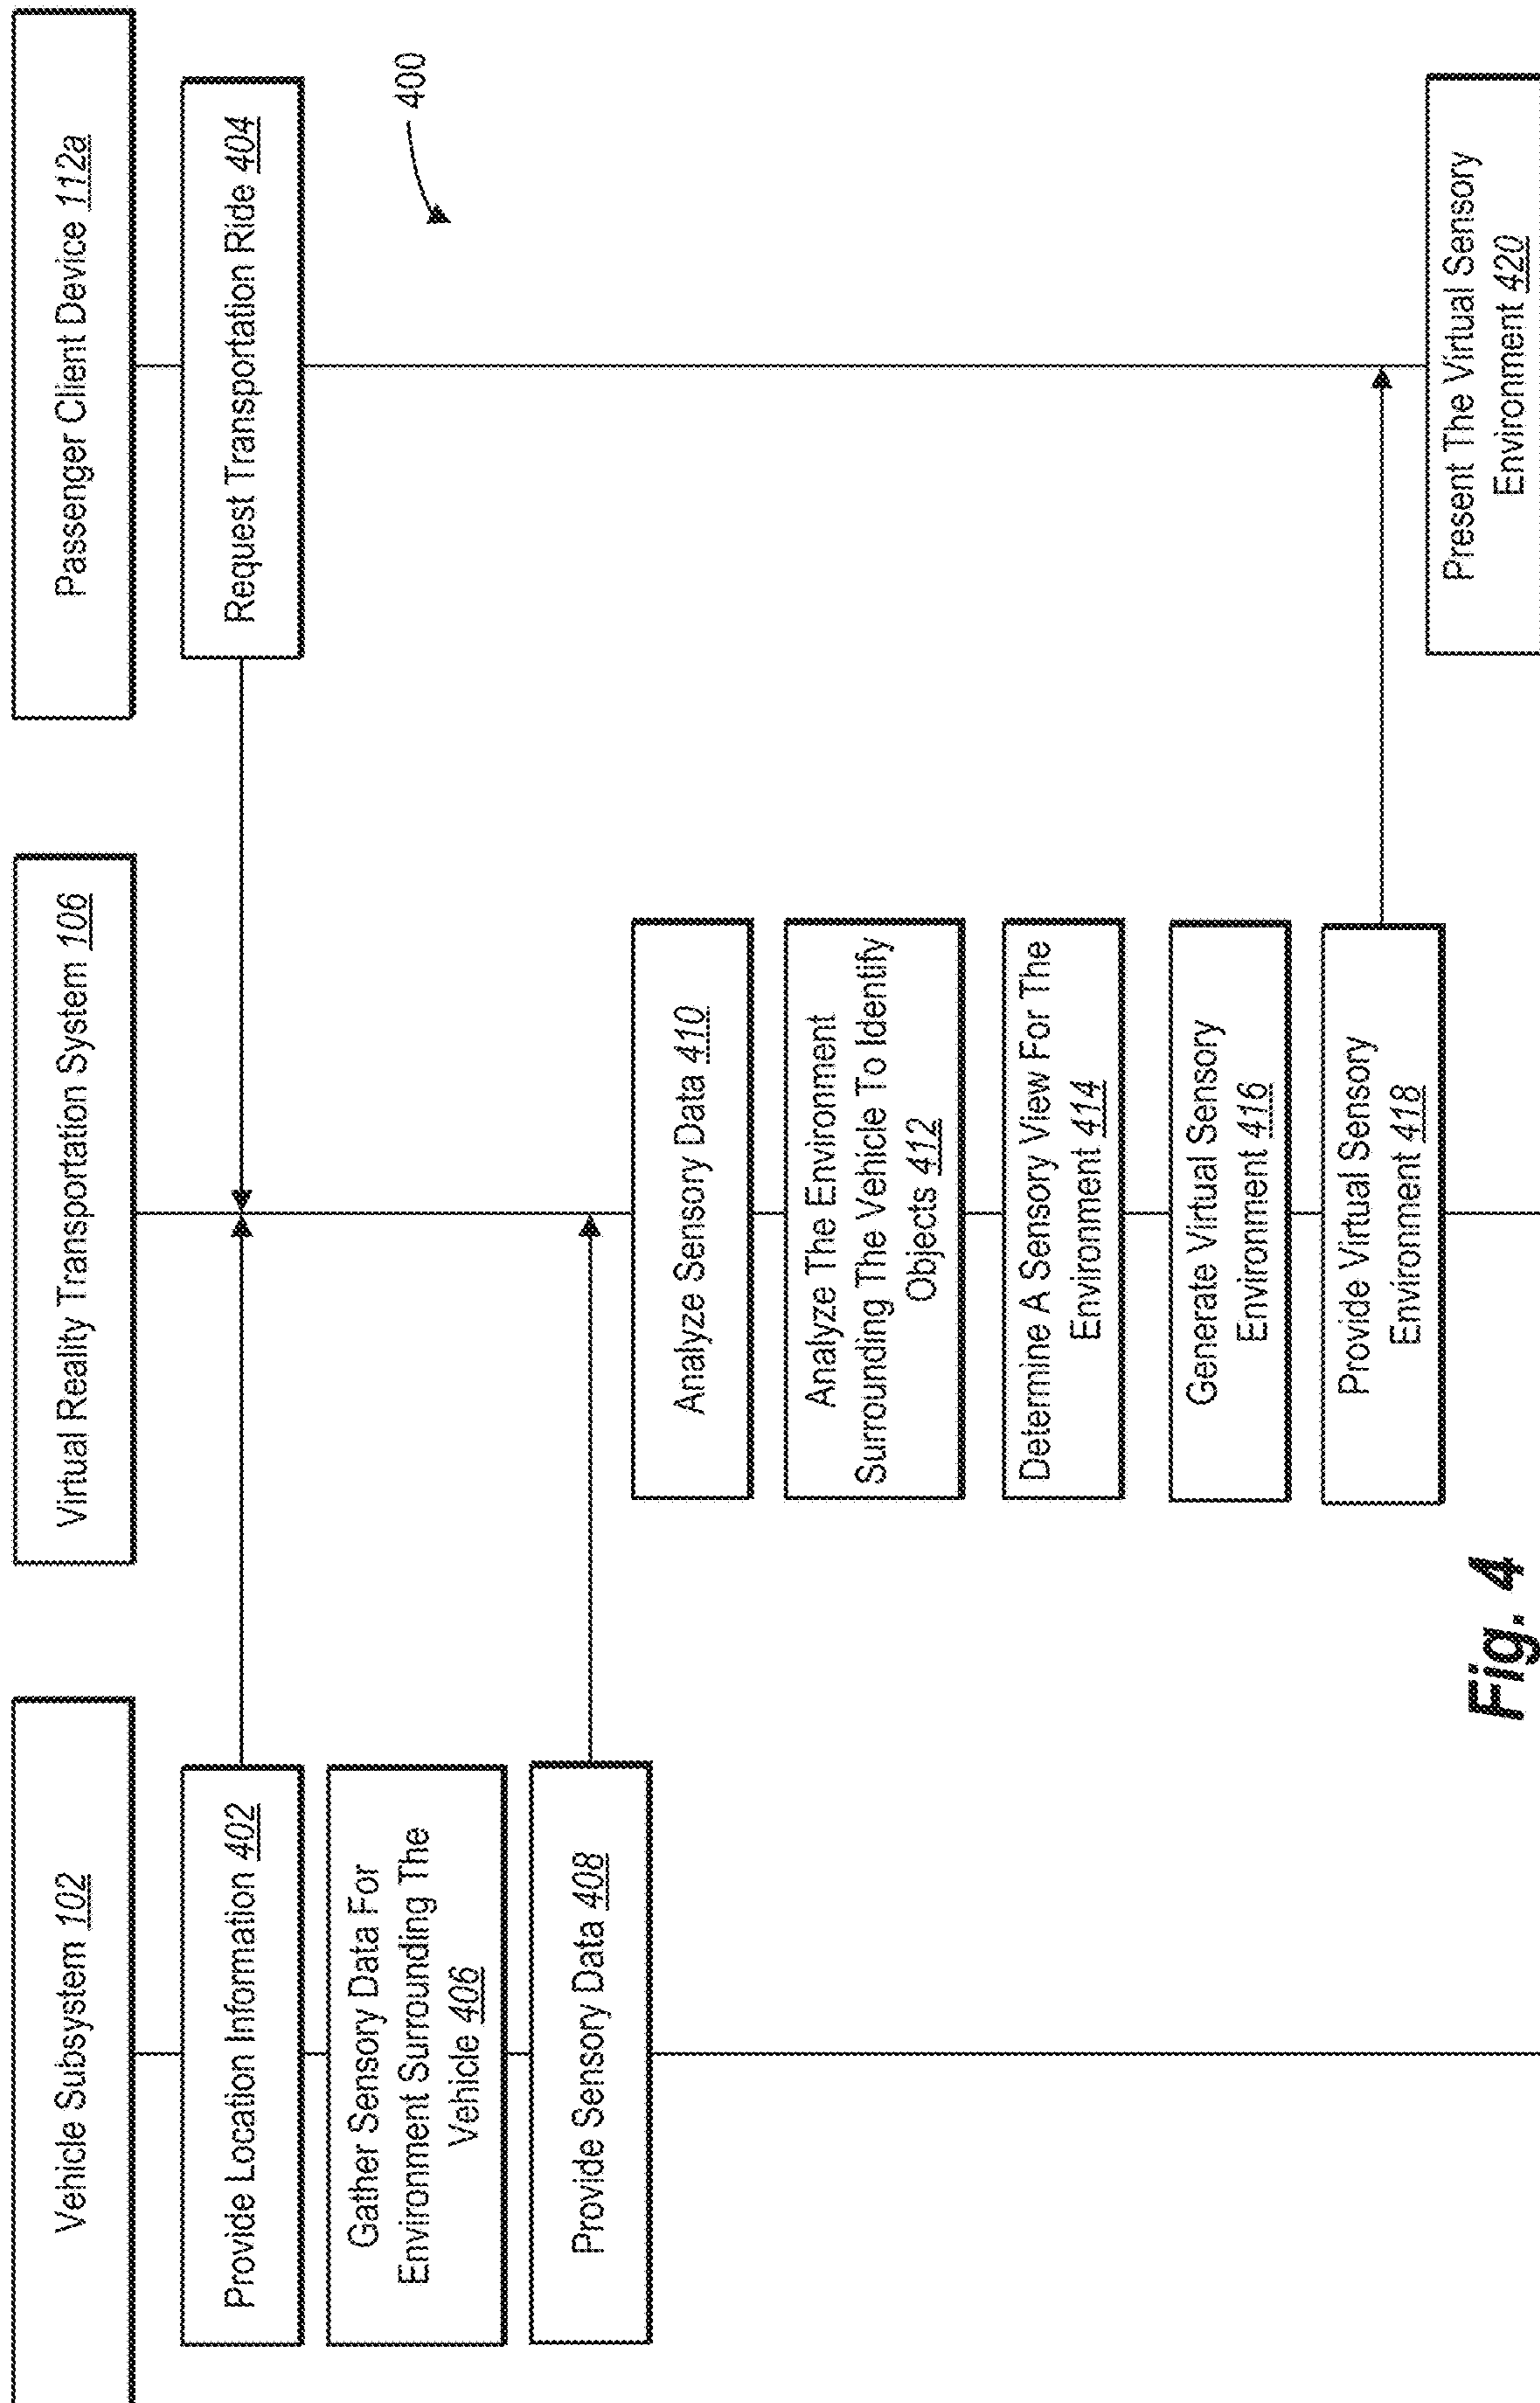 Vehicle Subsystem 102
Virtual Reality Transportation System 106
Passenger Client Device 112a
Provide Location Information 402
Request Transportation Ride 404
400
Gather Sensory Data For
Environment Surrounding The
Vehicle 406
Provide Sensory Data 408
Analyze Sensory Data 410
Analyze The Environment
Surrounding The Vehicle To Identify
Objects 412
Determine A Sensory View For The
Environment 414
Generate Virtual Sensory
Environment 416
Provide Virtual Sensory
Environment 418
Present The Virtual Sensory
Environment 420
Fig. 4